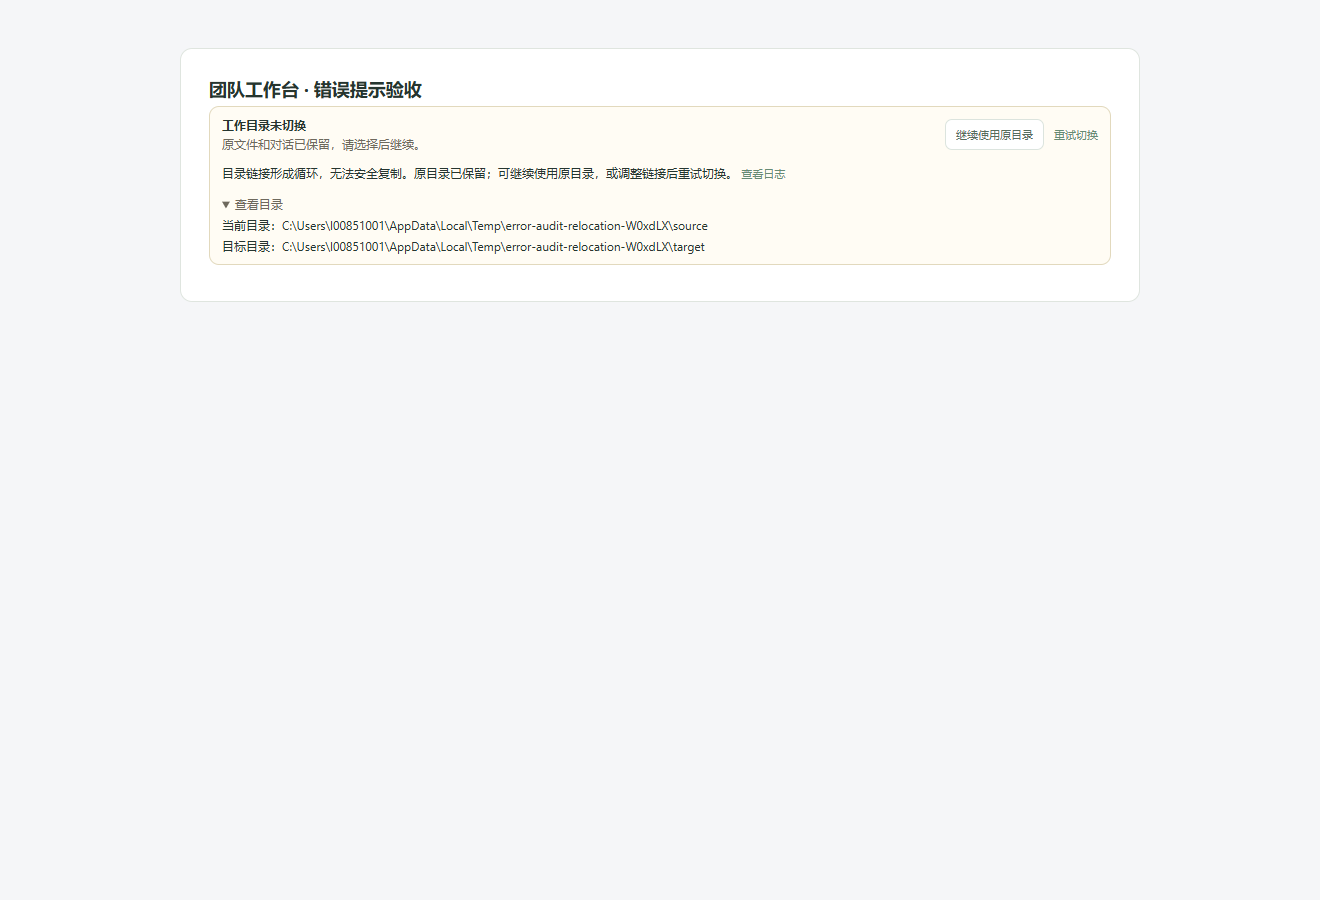 团队工作台 · 错误提示验收
工作目录未切换
原文件和对话已保留，请选择后继续。
继续使用原目录
重试切换
目录链接形成循环，无法安全复制。原目录已保留；可继续使用原目录，或调整链接后重试切换。 查看日志
▼ 查看目录
当前目录：C:\Users\l00851001\AppData\Local\Temp\error-audit-relocation-W0xdLX\source
目标目录：C:\Users\l00851001\AppData\Local\Temp\error-audit-relocation-W0xdLX\target